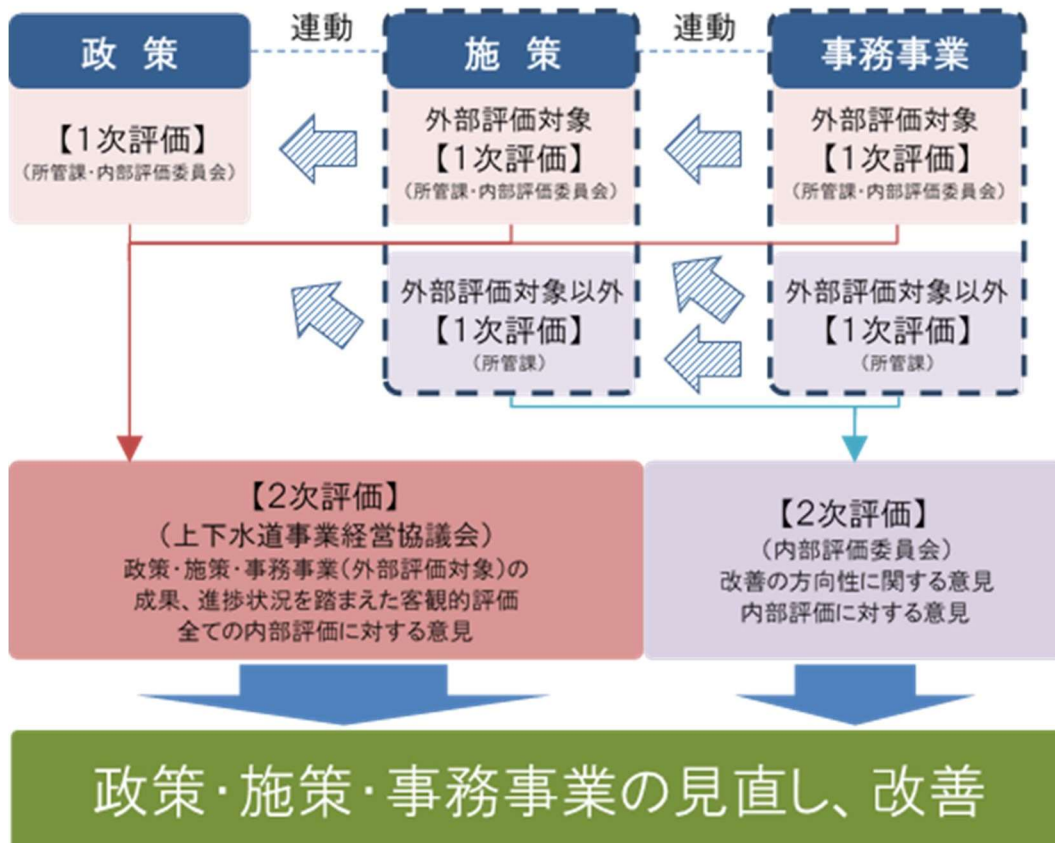 政 策
連動
施 策
連動
事務事業
【1次評価】
(所管課・内部評価委員会)
外部評価対象
【1次評価】
(所管課・内部評価委員会)
外部評価対象
【1次評価】
(所管課・内部評価委員会)
外部評価対象以外
【1次評価】
(所管課)
外部評価対象以外
【1次評価】
(所管課)
【2次評価】
(上下水道事業経営協議会)
政策・施策・事務事業(外部評価対象)の
成果、進捗状況を踏まえた客観的評価
全ての内部評価に対する意見
【2次評価】
(内部評価委員会)
改善の方向性に関する意見
内部評価に対する意見
政策・施策・事務事業の見直し、改善